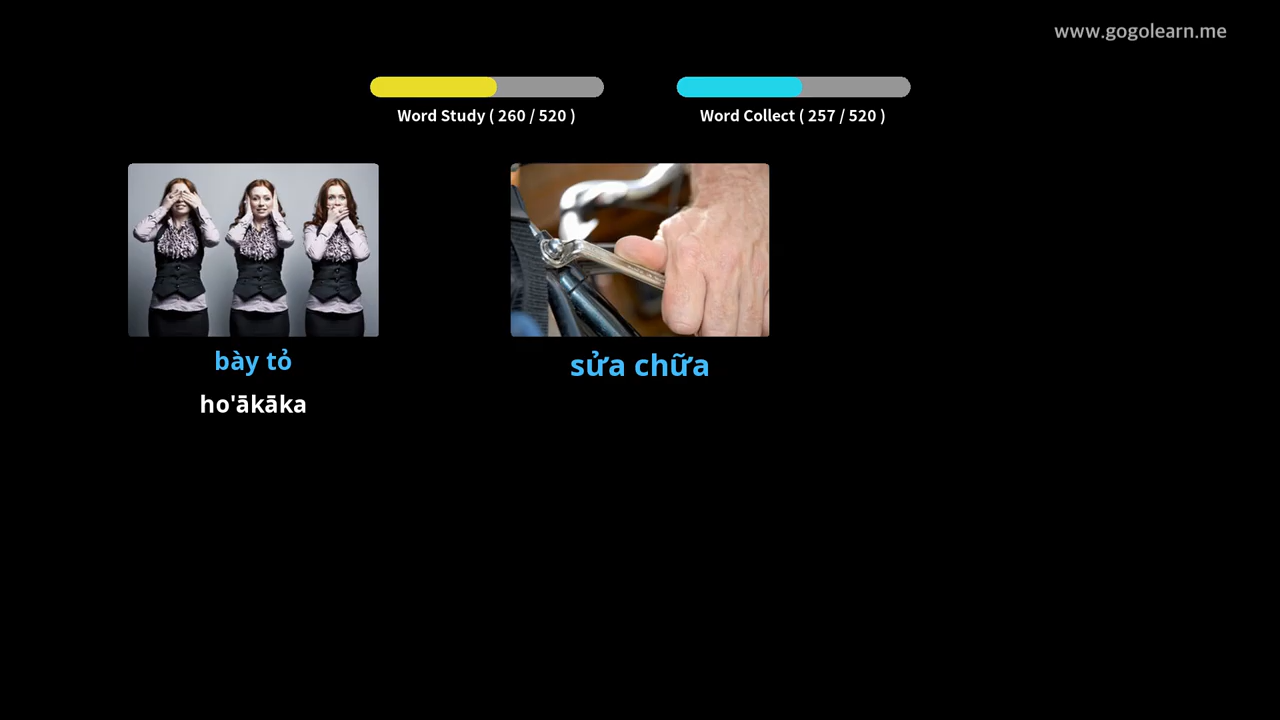 www.gogolearn.me
Word Study ( 260 / 520 )
Word Collect ( 257 / 520 )
bày tỏ
sửa chữa
ho'ākāka